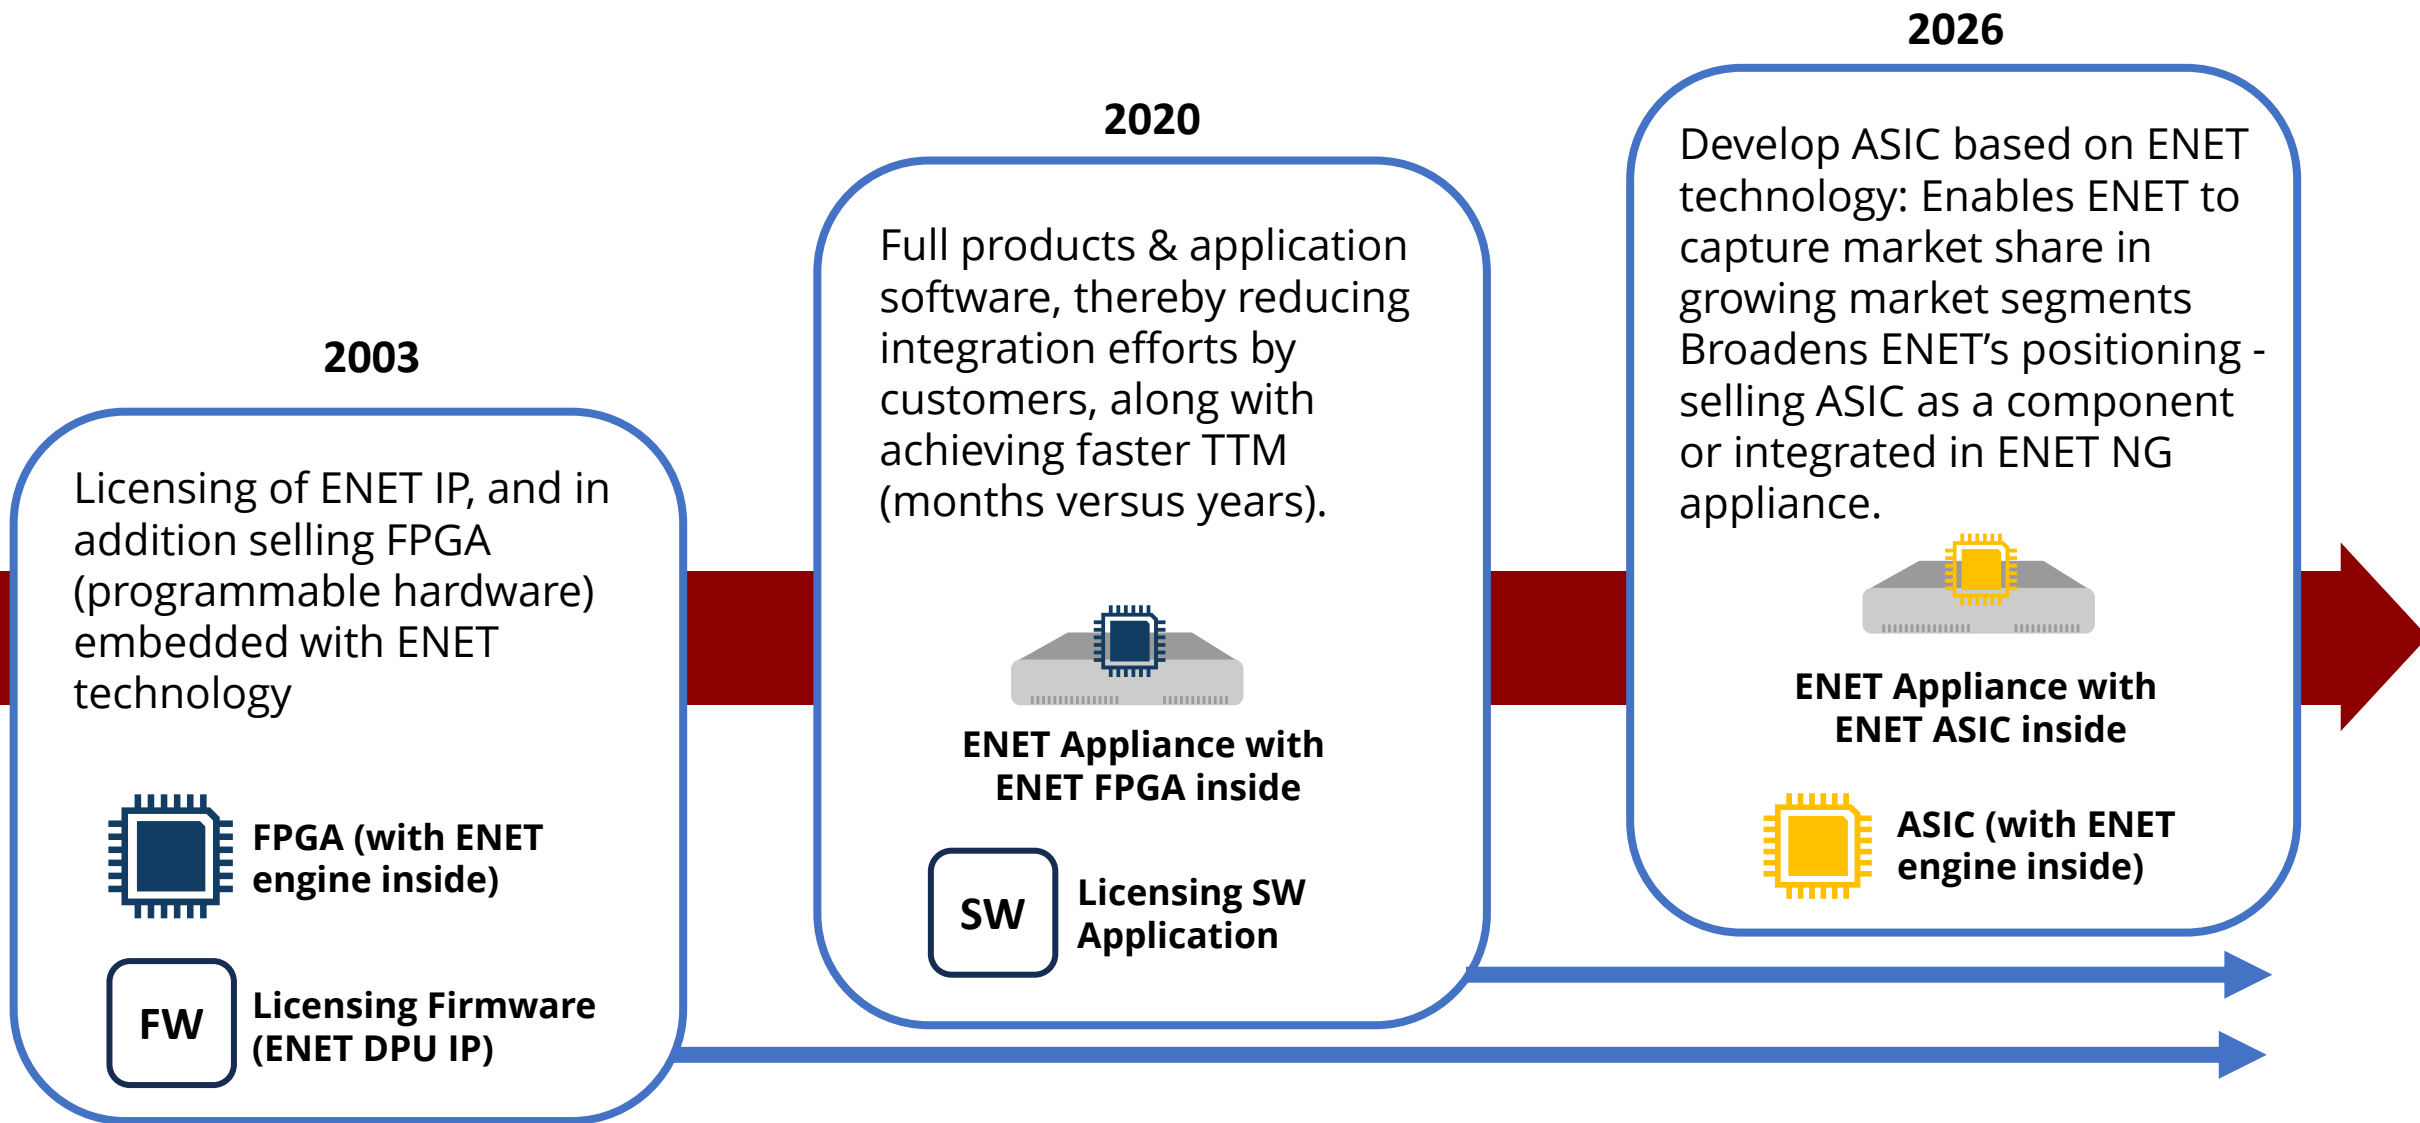 2003
Licensing of ENET IP, and in
addition selling FPGA
(programmable hardware)
embedded with ENET
technology
FPGA (with ENET
engine inside)
FW
Licensing Firmware
(ENET DPU IP)
2020
Full products & application
software, thereby reducing
integration efforts by
customers, along with
achieving faster TTM
(months versus years).
ENET Appliance with
ENET FPGA inside
SW
Licensing SW
Application
2026
Develop ASIC based on ENET
technology: Enables ENET to
capture market share in
growing market segments
Broadens ENET’s positioning -
selling ASIC as a component
or integrated in ENET NG
appliance.
ENET Appliance with
ENET ASIC inside
ASIC (with ENET
engine inside)